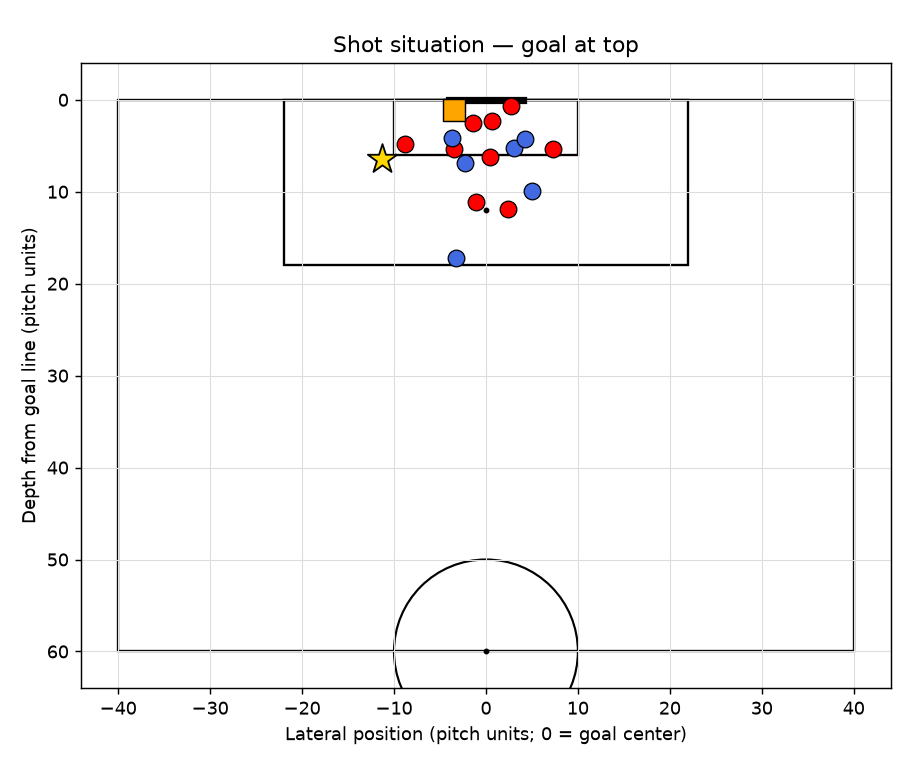 Shot situation — goal at top
Depth from goal line (pitch units)
0
10
20
30
40
50
60
−40 −30 −20 −10 0 10 20 30 40
Lateral position (pitch units; 0 = goal center)